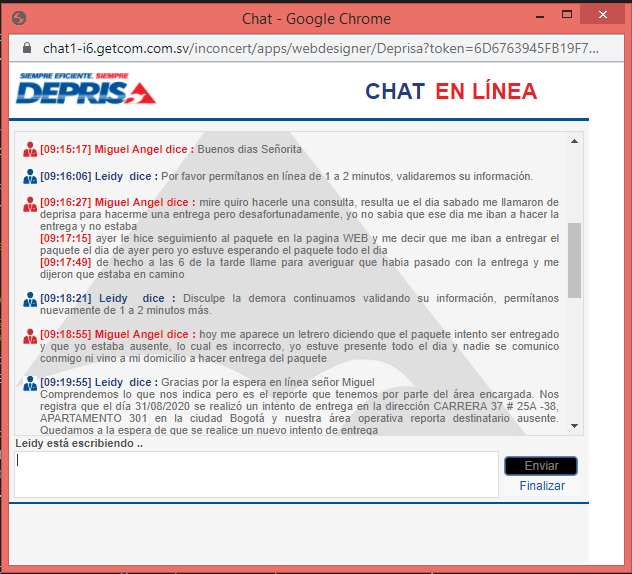 Chat - Google Chrome
chat1-i6.getcom.com.sv/inconcert/apps/webdesigner/Deprisa?token=6D6763945FB19F7...
SIEMPRE EFICIENTE. SIEMPRE
DEPRISA
CHAT EN LÍNEA
[09:15:17] Miguel Angel dice : Buenos dias Señorita
[09:16:06] Leidy dice : Por favor permítanos en línea de 1 a 2 minutos, validaremos su información.
[09:16:27] Miguel Angel dice : mire quiro hacerle una consulta, resulta ue el dia sabado me llamaron de
deprisa para hacerme una entrega pero desafortunadamente, yo no sabia que ese dia me iban a hacer la
entrega y no estaba
[09:17:15] ayer le hice seguimiento al paquete en la pagina WEB y me decir que me iban a entregar el
paquete el dia de ayer pero yo estuve esperando el paquete todo el dia
[09:17:49] de hecho a las 6 de la tarde llame para averiguar que habia pasado con la entrega y me
dijeron que estaba en camino
[09:18:21] Leidy dice : Disculpe la demora continuamos validando su información, permítanos
nuevamente de 1 a 2 minutos más.
[09:18:55] Miguel Angel dice : hoy me aparece un letrero diciendo que el paquete intento ser entregado
y que yo estaba ausente, lo cual es incorrecto, yo estuve presente todo el dia y nadie se comunico
conmigo ni vino a mi domicilio a hacer entrega del paquete
[09:19:55] Leidy dice : Gracias por la espera en línea señor Miguel
Comprendemos lo que nos indica pero es el reporte que tenemos por parte del área encargada. Nos
registra que el día 31/08/2020 se realizó un intento de entrega en la dirección CARRERA 37 # 25A -38,
APARTAMENTO 301 en la ciudad Bogotá y nuestra área operativa reporta destinatario ausente.
Quedamos a la espera de que se realice un nuevo intento de entrega
Leidy está escribiendo ..
Enviar
Finalizar